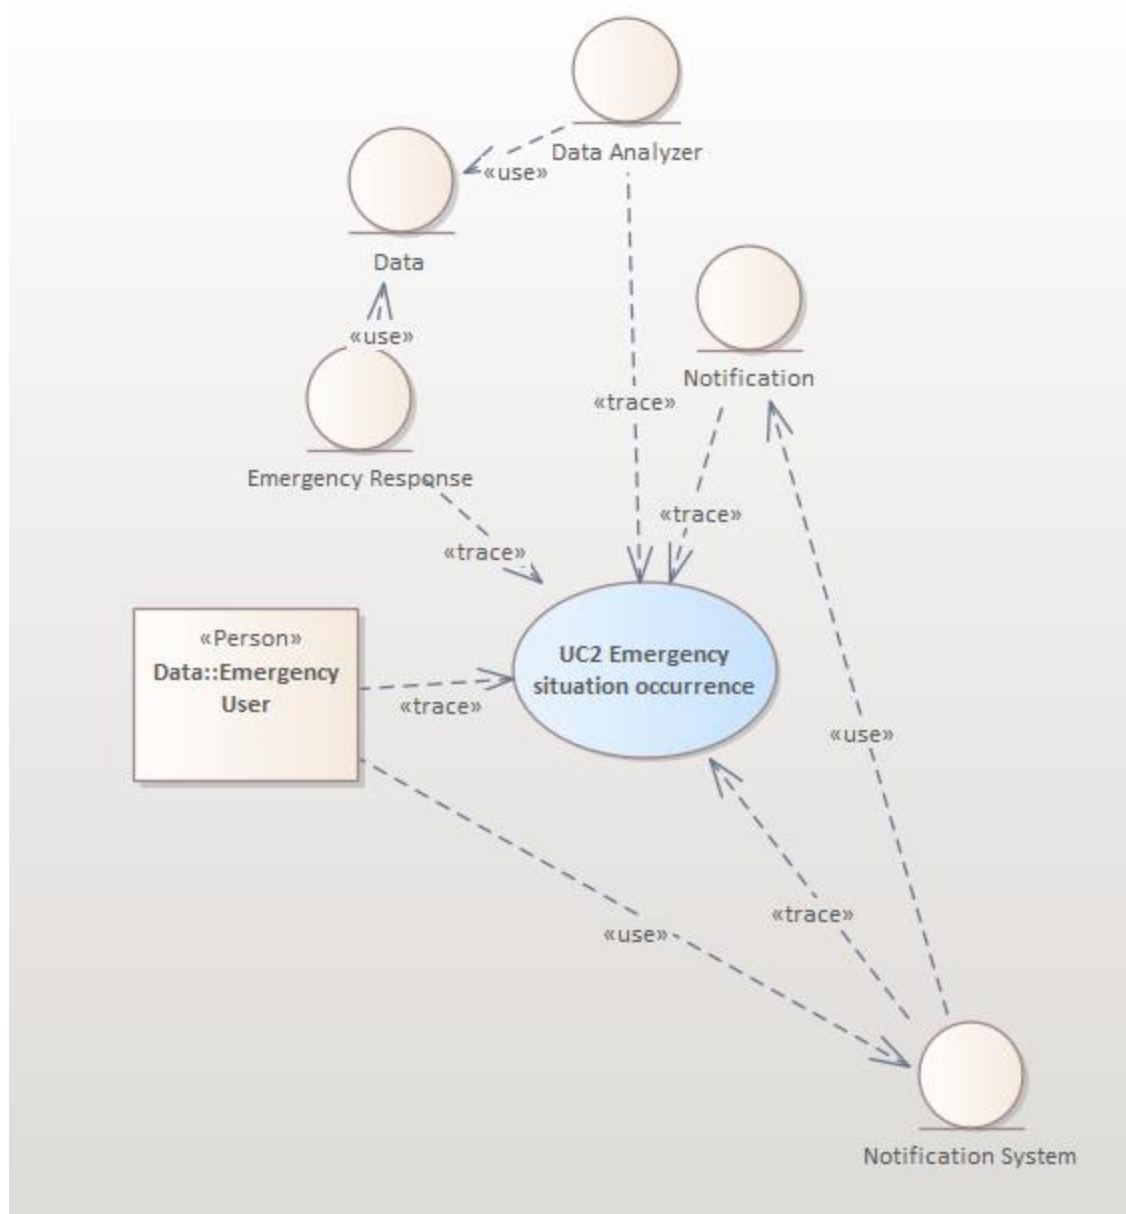 Data Analyzer
«use»
Data
«use»
Notification
«trace»
Emergency Response
«trace»
«trace»
«Person»
Data::Emergency
User
«trace»
UC2 Emergency
situation occurrence
«use»
«trace»
«use»
Notification System